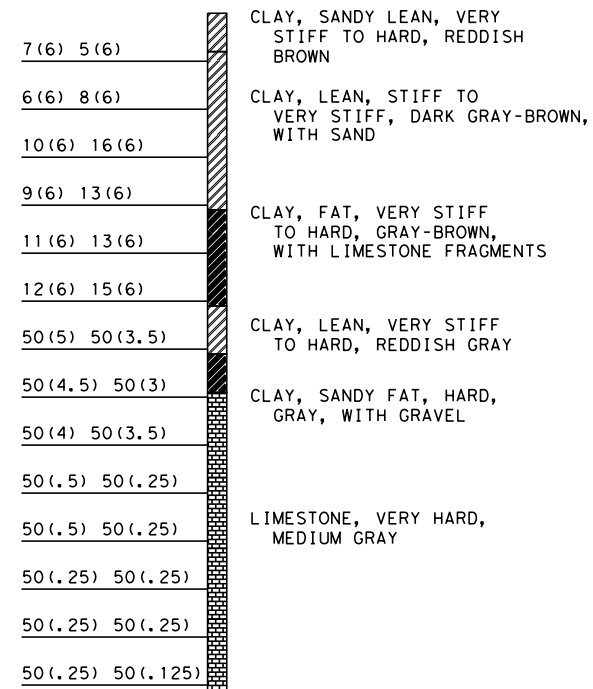 CLAY, SANDY LEAN, VERY
STIFF TO HARD, REDDISH
BROWN
7(6) 5(6)
6(6) 8(6)
CLAY, LEAN, STIFF TO
VERY STIFF, DARK GRAY-BROWN,
WITH SAND
10(6) 16(6)
9(6) 13(6)
CLAY, FAT, VERY STIFF
TO HARD, GRAY-BROWN,
WITH LIMESTONE FRAGMENTS
11(6) 13(6)
12(6) 15(6)
CLAY, LEAN, VERY STIFF
TO HARD, REDDISH GRAY
50(5) 50(3.5)
50(4.5) 50(3)
CLAY, SANDY FAT, HARD,
GRAY, WITH GRAVEL
50(4) 50(3.5)
50(.5) 50(.25)
LIMESTONE, VERY HARD,
MEDIUM GRAY
50(.5) 50(.25)
50(.25) 50(.25)
50(.25) 50(.25)
50(.25) 50(.125)